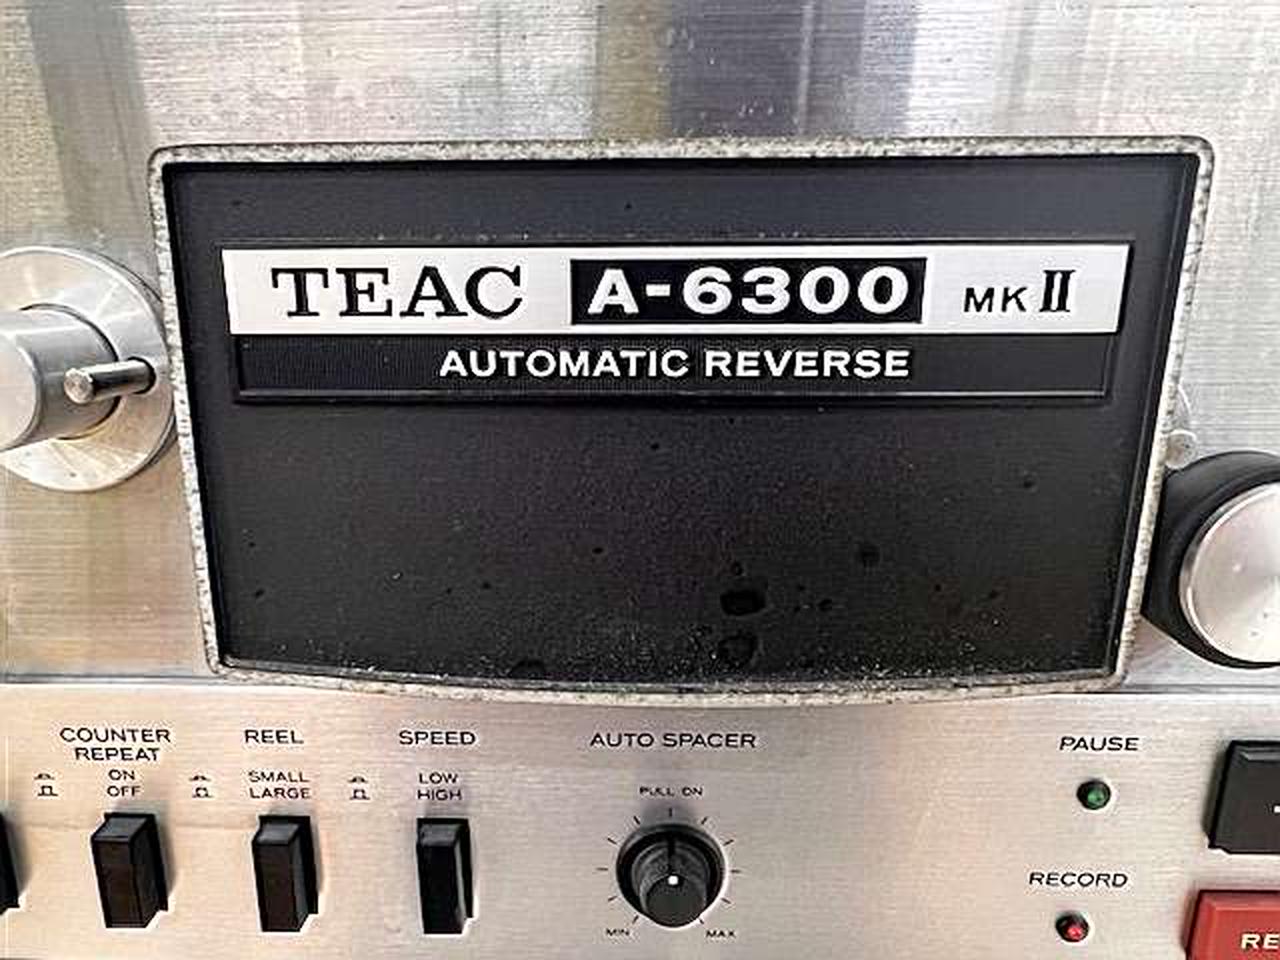 TEAC A-6300 MK II
AUTOMATIC REVERSE
COUNTER REPEAT
ON
OFF
REEL
SMALL
LARGE
SPEED
LOW
HIGH
AUTO SPACER
PULL ON
MIN
MAX
PAUSE
RECORD
RE